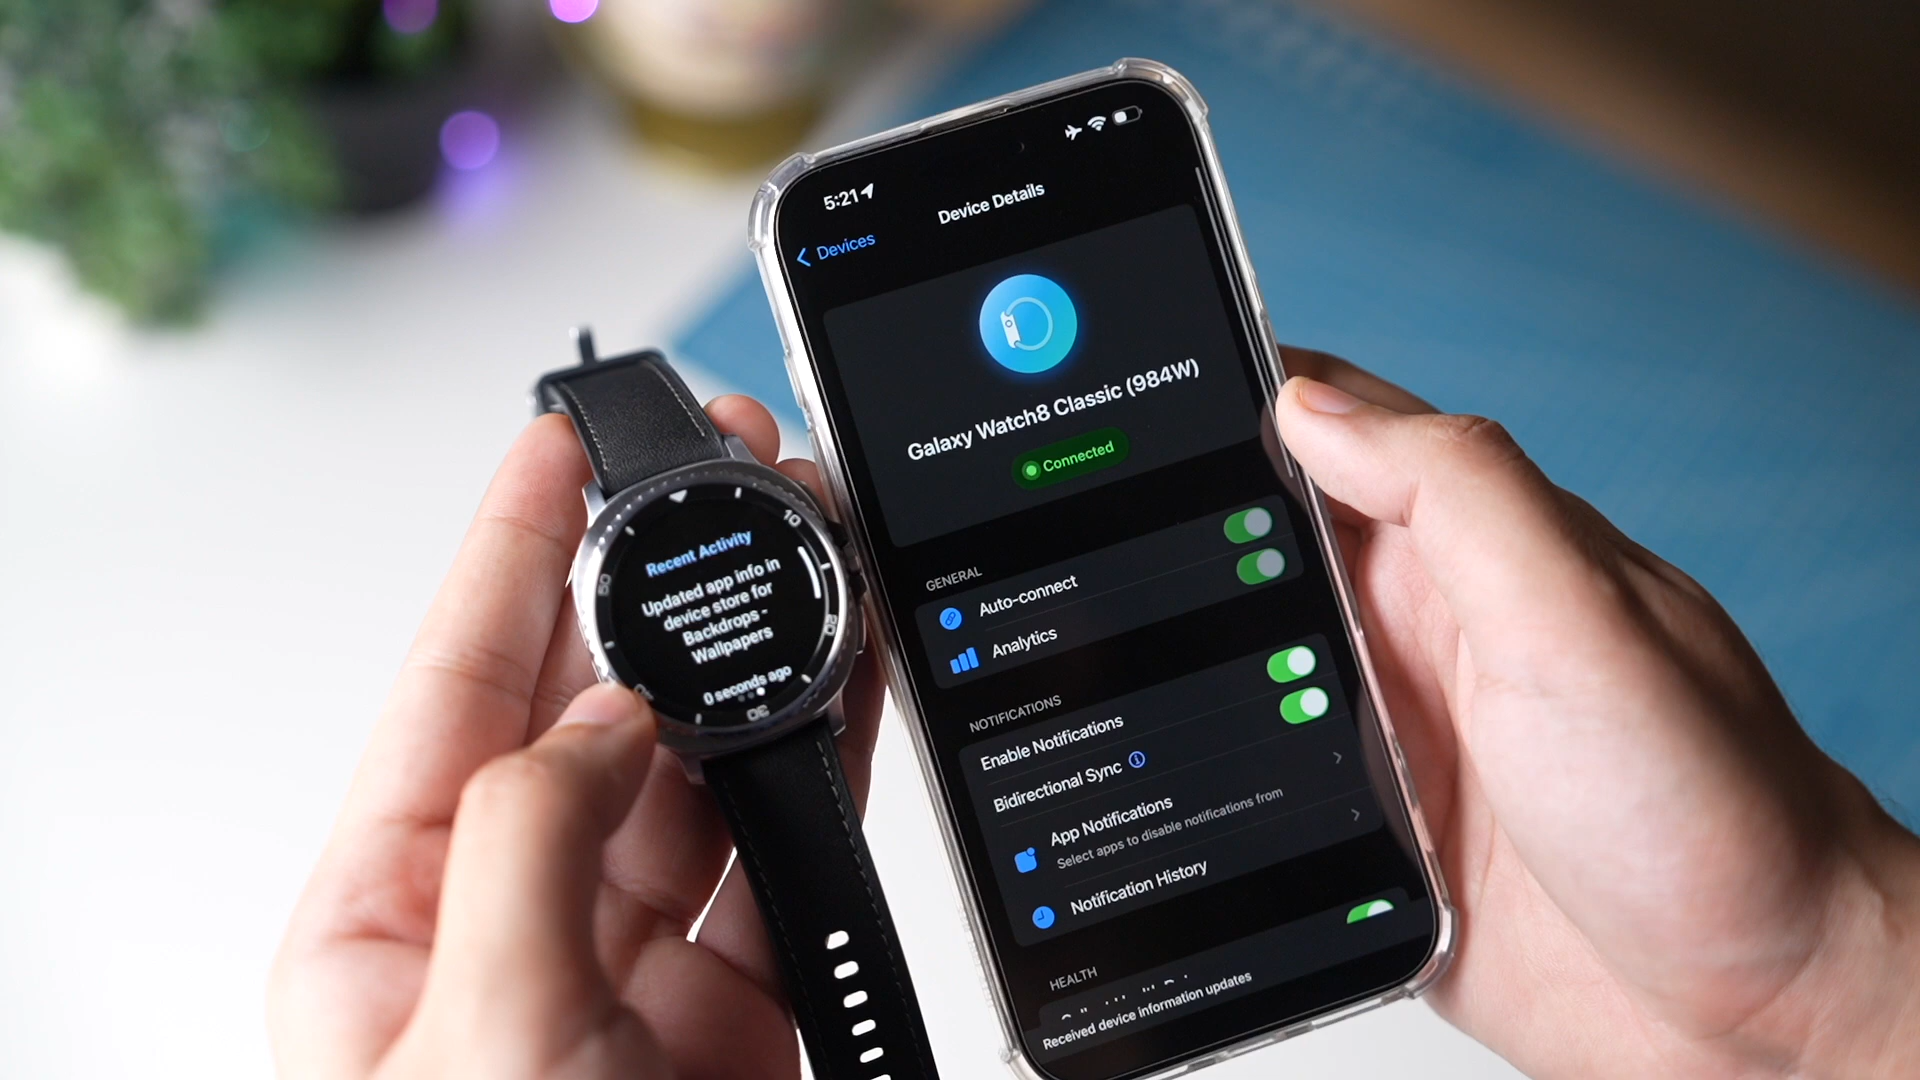 5:21
Device Details
Devices
Galaxy Watch8 Classic (984W)
Connected
GENERAL
Auto-connect
Analytics
NOTIFICATIONS
Enable Notifications
Bidirectional Sync
App Notifications
Select apps to disable notifications from
Notification History
HEALTH
Received device information updates
10
20
30
50
Recent Activity
Updated app info in
device store for
Backdrops -
Wallpapers
0 seconds ago